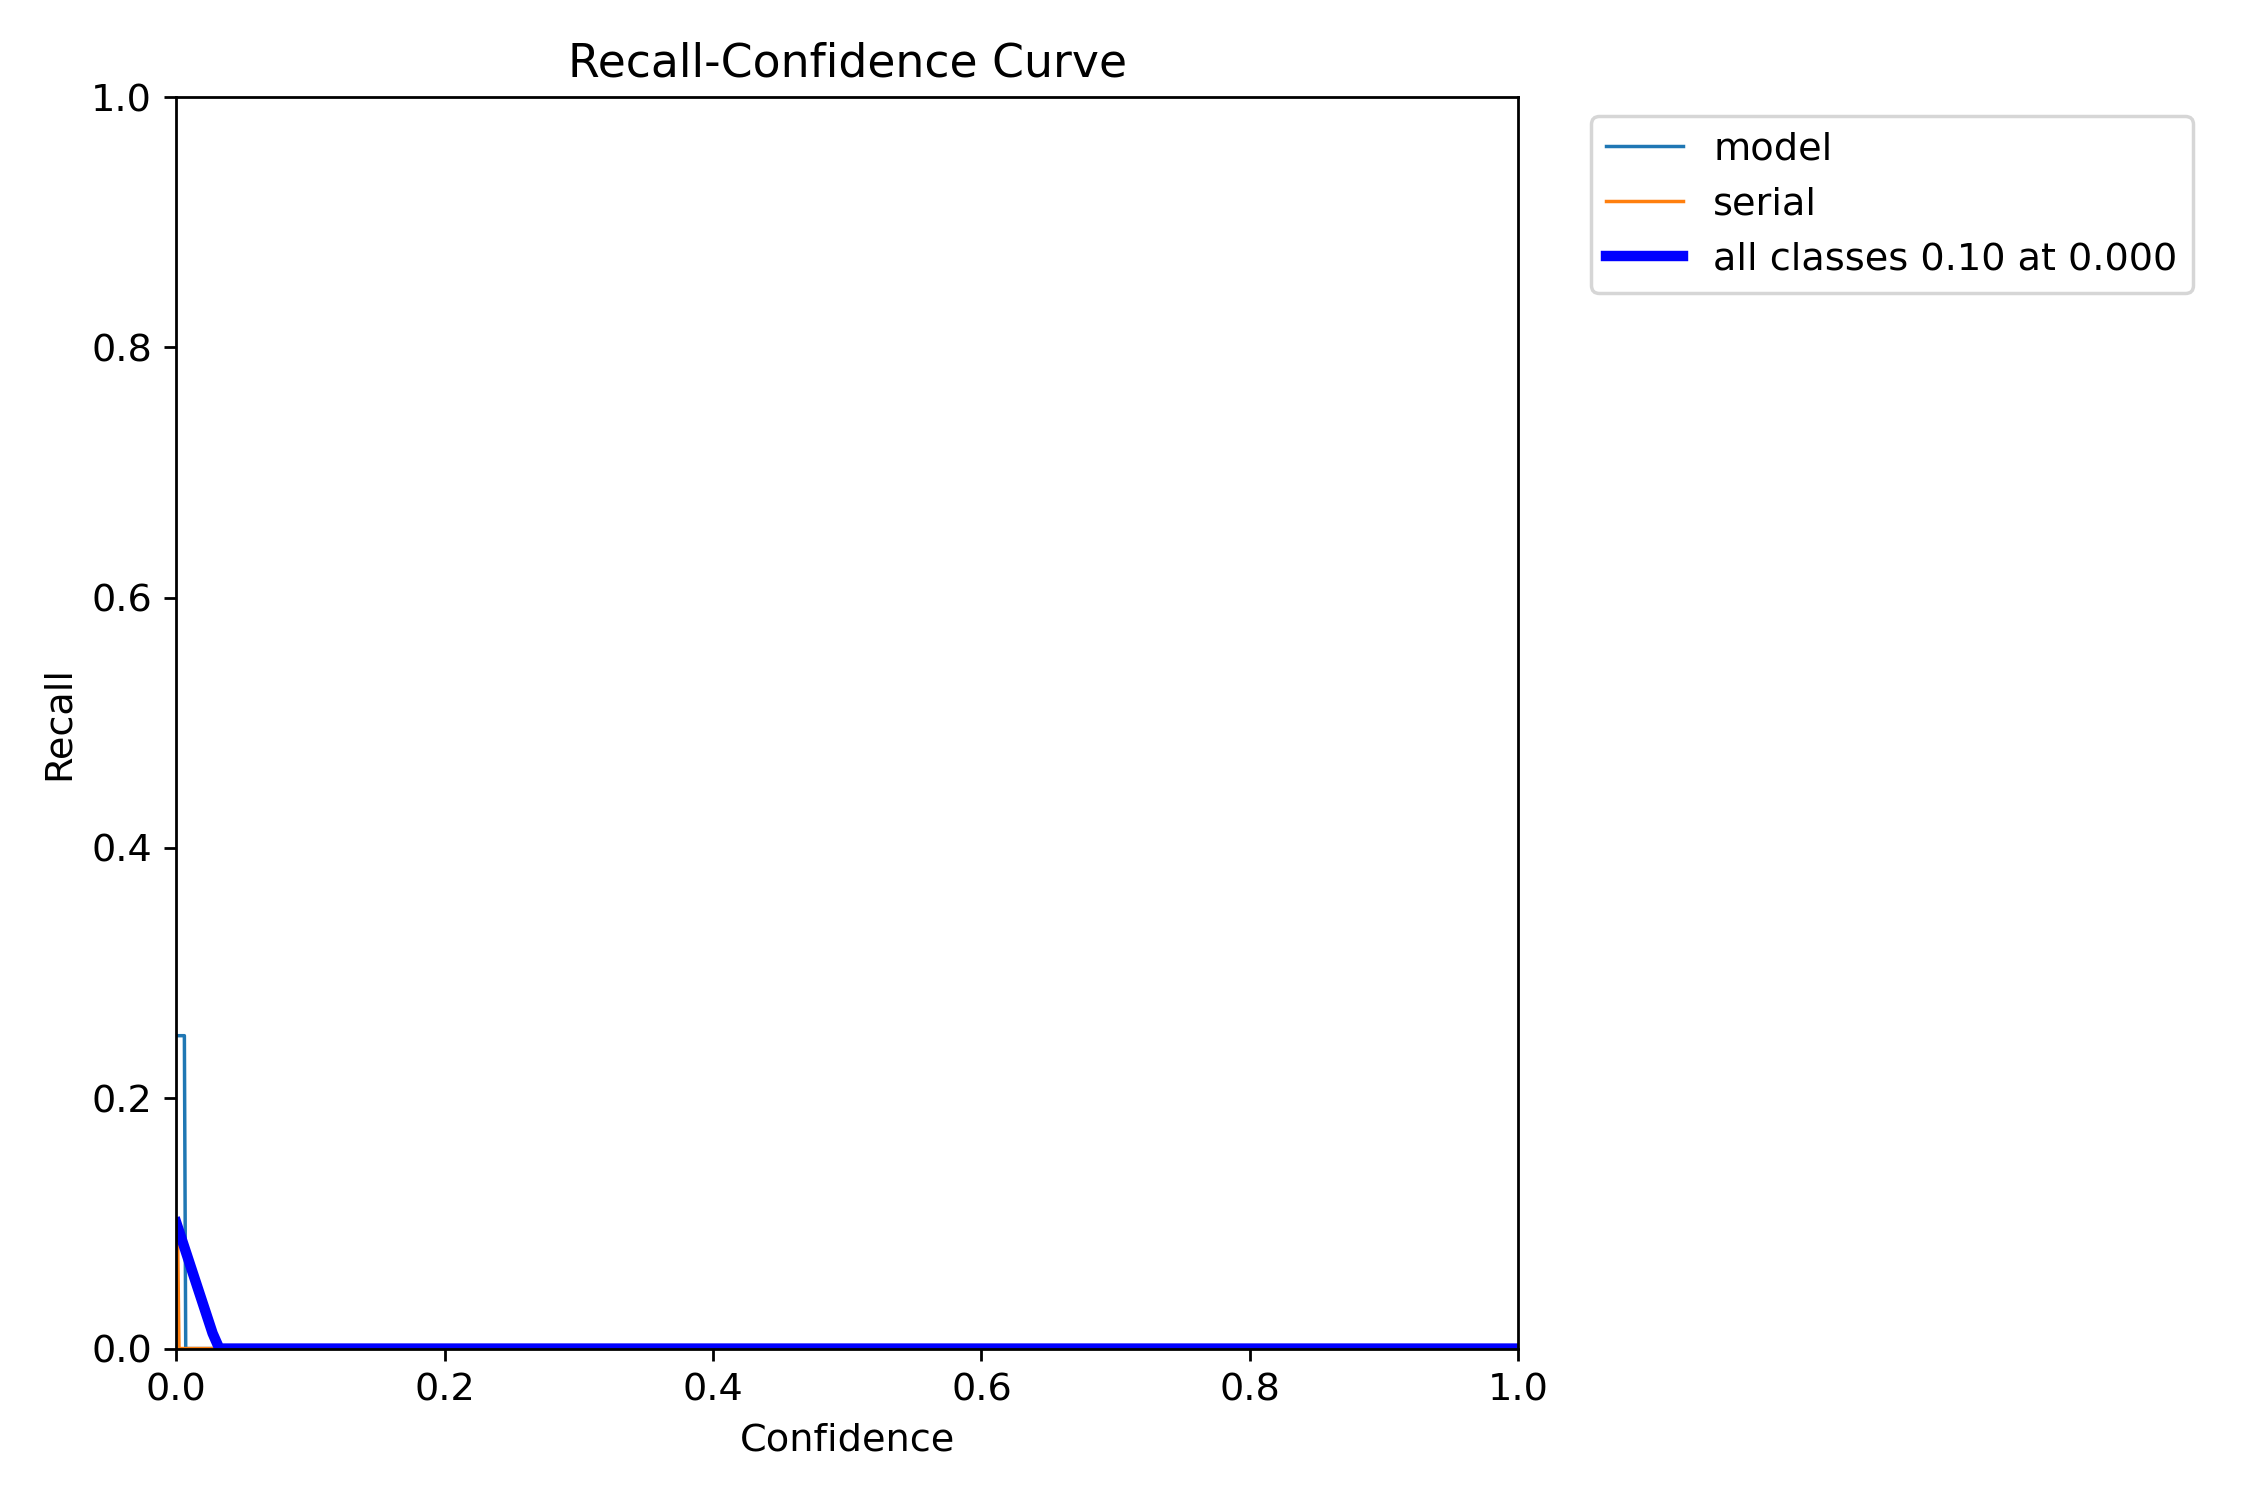 Recall-Confidence Curve
1.0
0.8
0.6
0.4
0.2
0.0
Recall
0.0 0.2 0.4 0.6 0.8 1.0
Confidence
model
serial
all classes 0.10 at 0.000